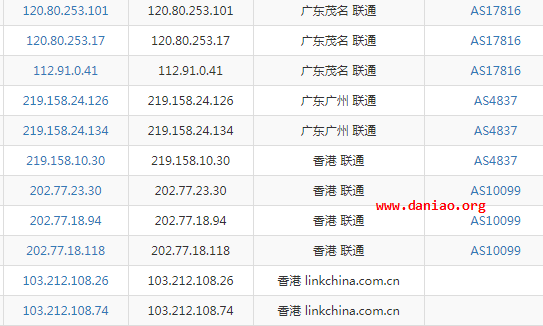 120.80.253.101 120.80.253.101 广东茂名 联通 AS17816
120.80.253.17 120.80.253.17 广东茂名 联通 AS17816
112.91.0.41 112.91.0.41 广东茂名 联通 AS17816
219.158.24.126 219.158.24.126 广东广州 联通 AS4837
219.158.24.134 219.158.24.134 广东广州 联通 AS4837
219.158.10.30 219.158.10.30 香港 联通 AS4837
202.77.23.30 202.77.23.30 香港 联通 AS10099
www.daniao.org
202.77.18.94 202.77.18.94 香港 联通 AS10099
202.77.18.118 202.77.18.118 香港 联通 AS10099
103.212.108.26 103.212.108.26 香港 linkchina.com.cn
103.212.108.74 103.212.108.74 香港 linkchina.com.cn